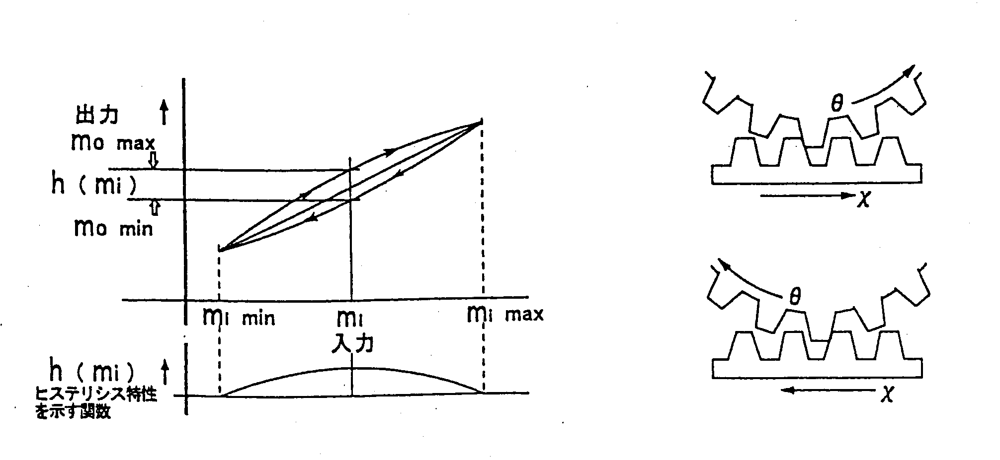 出力
mo max
h(mi)
mo min
mi min
mi
mi max
入力
h(mi)
ヒステリシス特性
を示す関数
θ
χ
θ
χ